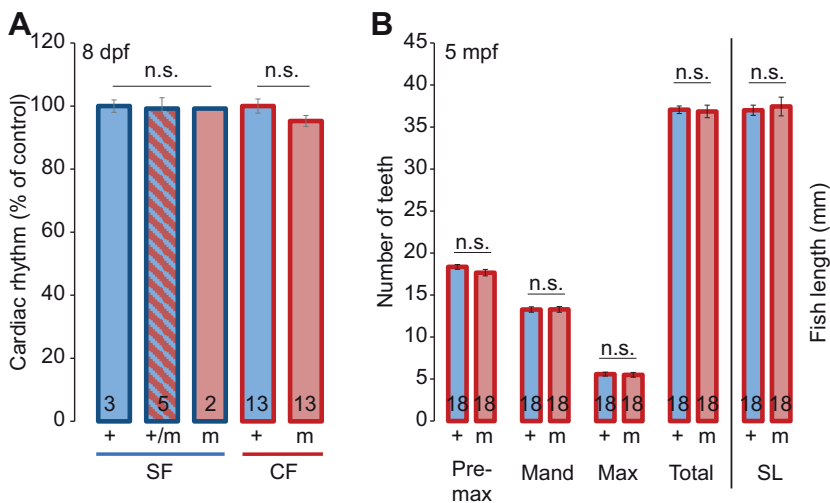 A
8 dpf
Cardiac rhythm (% of control)
120
100
80
60
40
20
0
n.s.
n.s.
3
5
2
13
13
+
+/m
m
+
m
SF
CF
B
5 mpf
Number of teeth
45
40
35
30
25
20
15
10
5
0
n.s.
n.s.
n.s.
n.s.
n.s.
18
18
18
18
18
18
18
18
18
18
+
m
+
m
+
m
+
m
+
m
Pre-
max
Mand
Max
Total
SL
Fish length (mm)